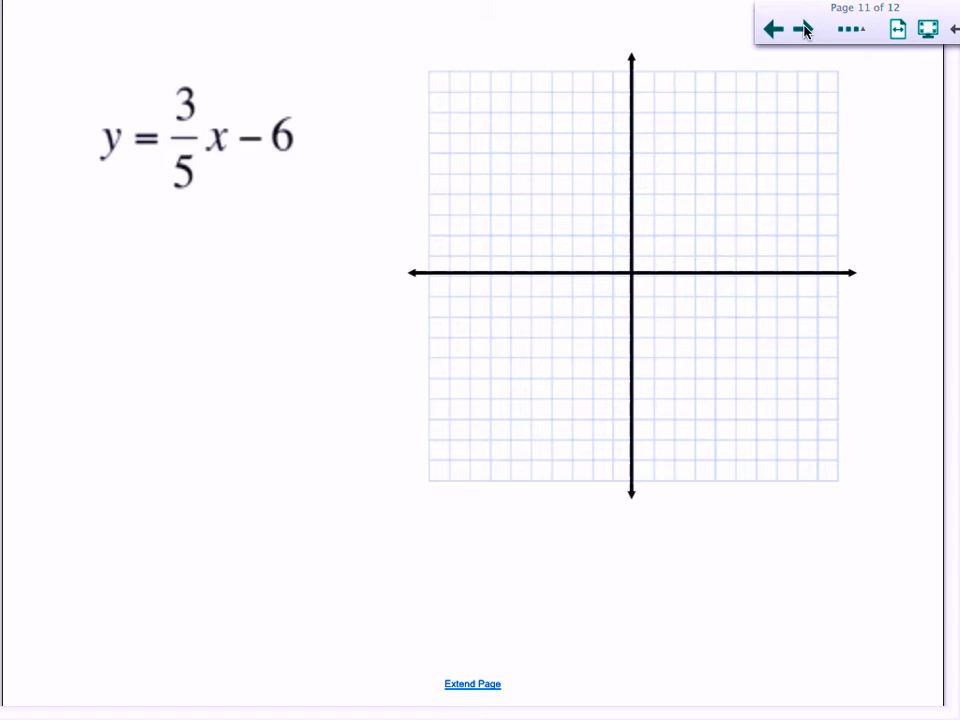 Page 11 of 12
y = 3/5 x − 6
Extend Page